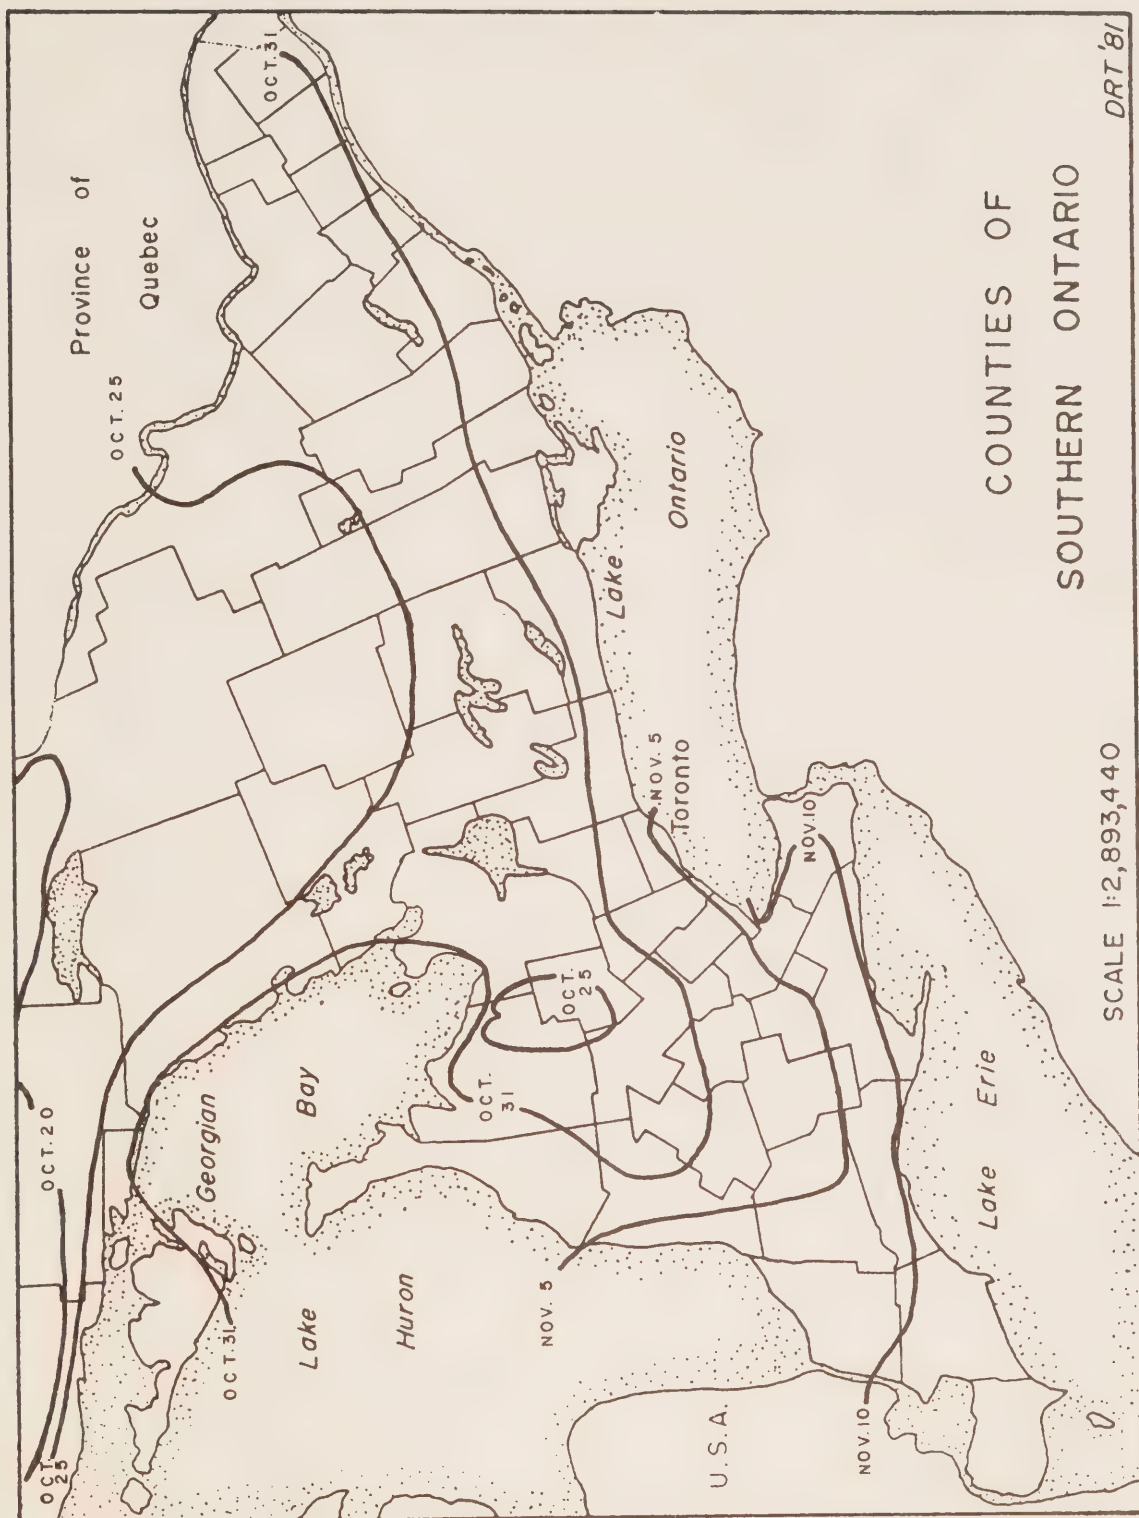 OCT. 31
Province of
Quebec
OCT. 25
OCT. 20
OCT.
25
OCT. 31
Georgian
Bay
OCT.
31
OCT.
25
Lake
Huron
NOV. 5
Lake
Ontario
NOV. 5
Toronto
NOV. 10
Lake Erie
U.S.A.
NOV. 10
COUNTIES OF
SOUTHERN ONTARIO
SCALE 1:2,893,440
DRT '81